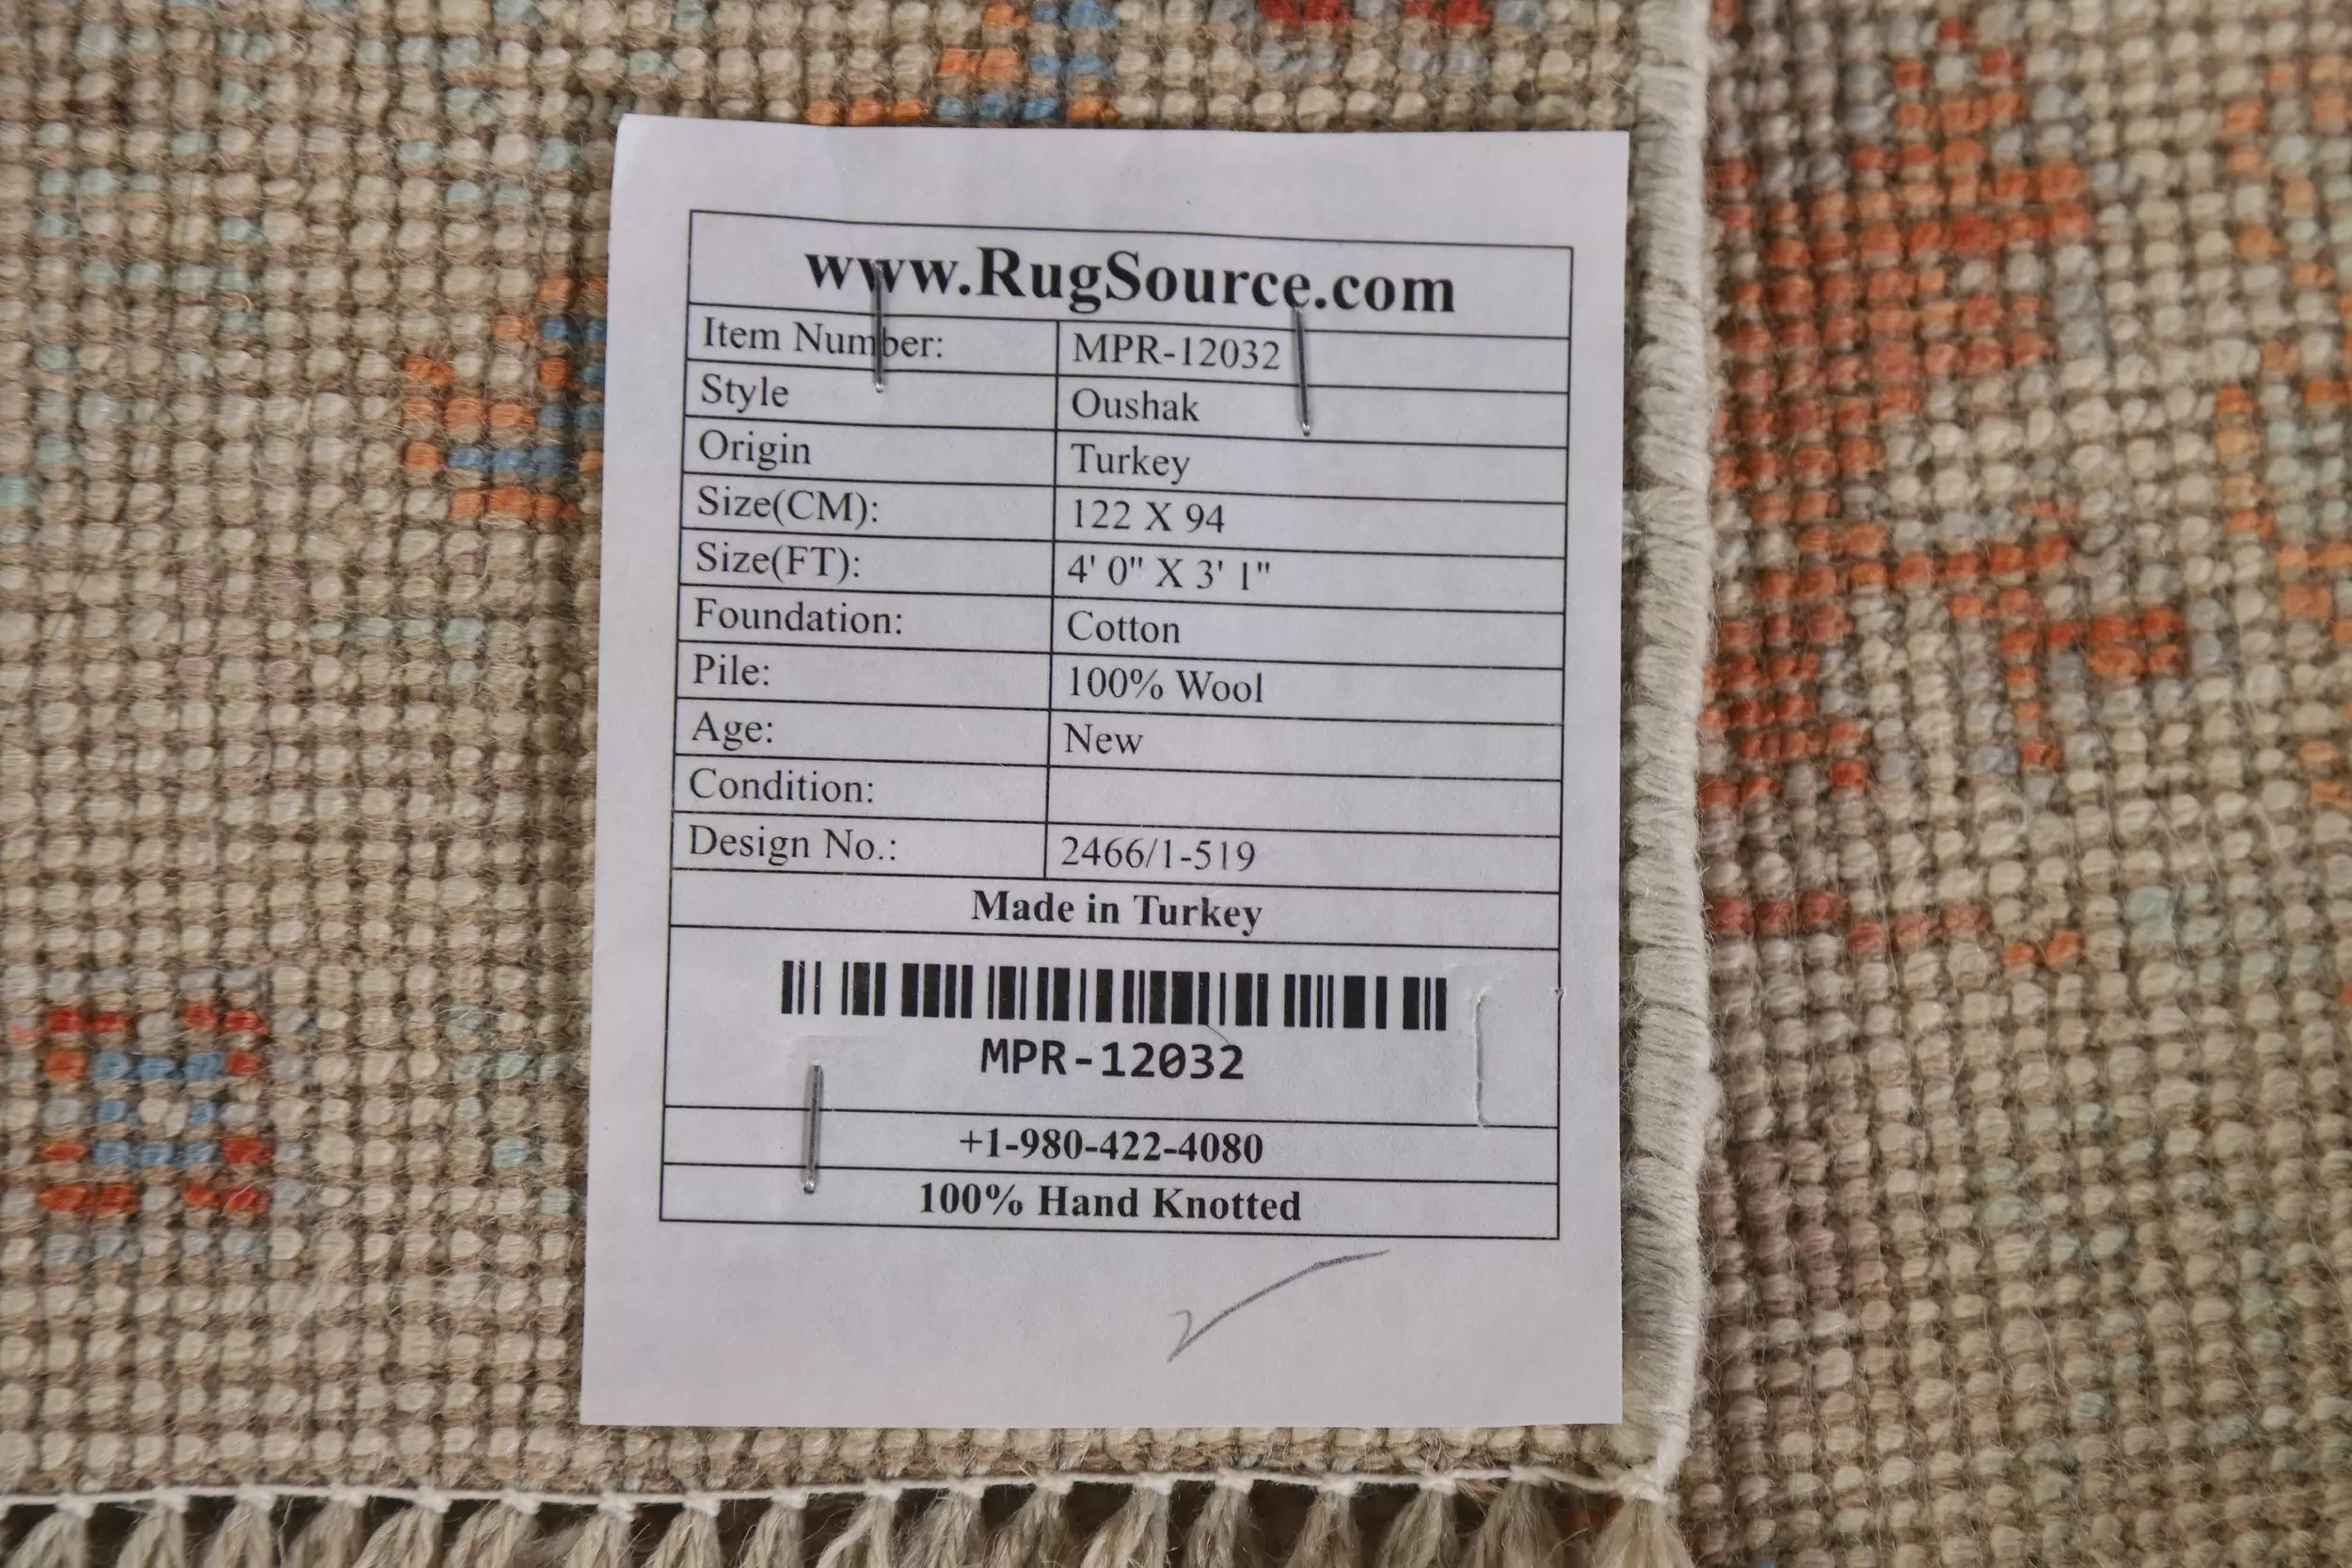 www.RugSource.com
Item Number: MPR-12032
Style Oushak
Origin Turkey
Size(CM): 122 X 94
Size(FT): 4' 0" X 3' 1"
Foundation: Cotton
Pile: 100% Wool
Age: New
Condition:
Design No.: 2466/1-519
Made in Turkey
MPR-12032
+1-980-422-4080
100% Hand Knotted